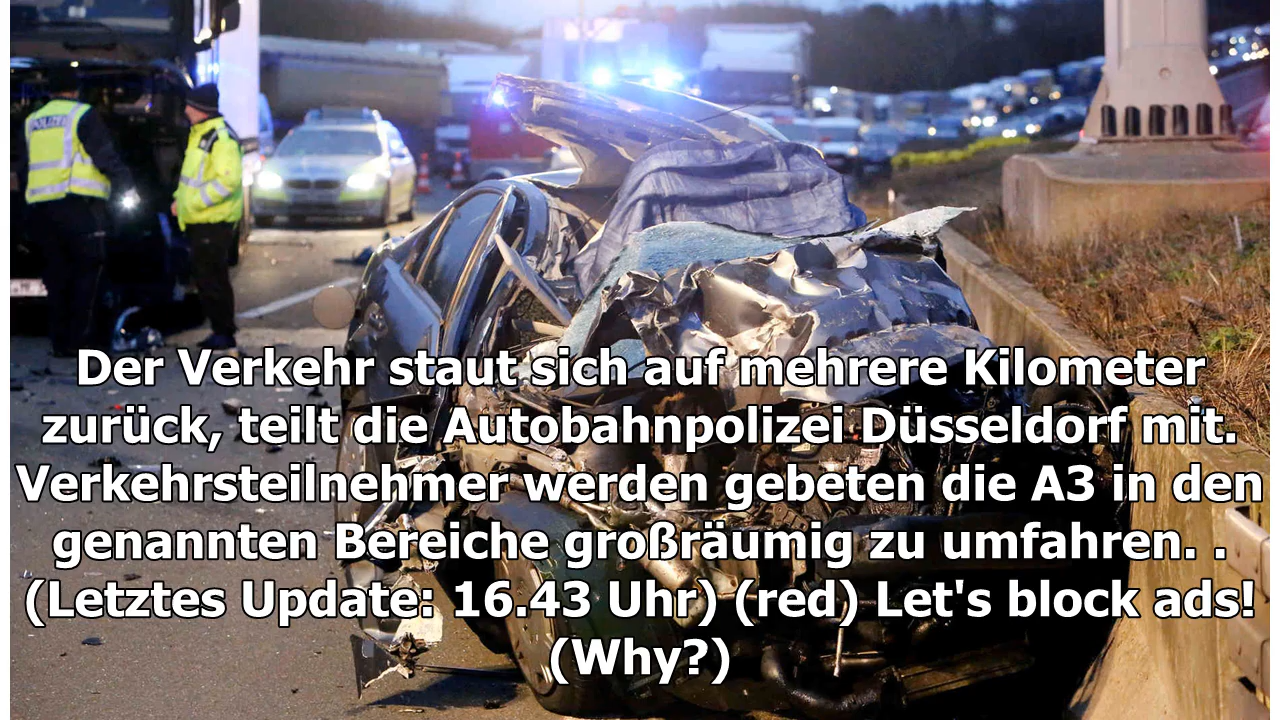 POLIZEI
Der Verkehr staut sich auf mehrere Kilometer
zurück, teilt die Autobahnpolizei Düsseldorf mit.
Verkehrsteilnehmer werden gebeten die A3 in den
genannten Bereiche großräumig zu umfahren. .
(Letztes Update: 16.43 Uhr) (red) Let's block ads!
(Why?)